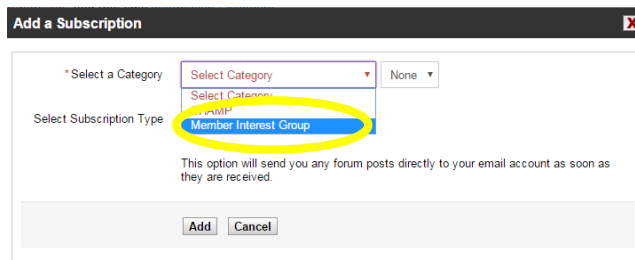 Add a Subscription
X
*Select a Category
Select Category
None
Select Category
Member Interest Group
Select Subscription Type
This option will send you any forum posts directly to your email account as soon as
they are received.
Add Cancel